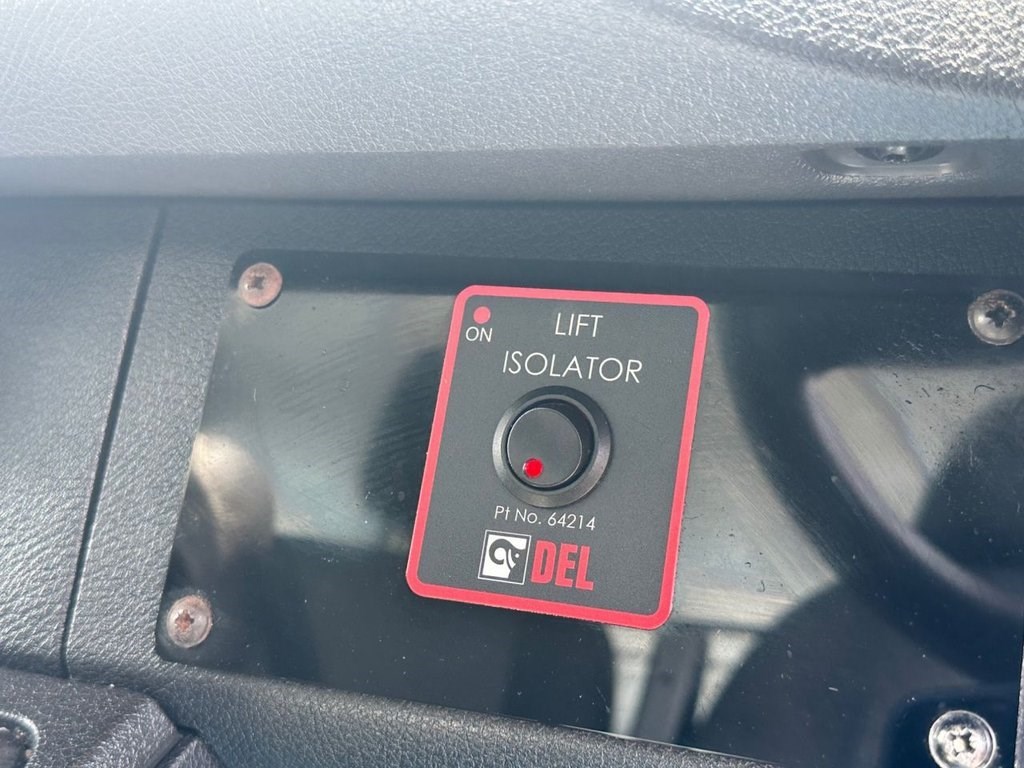 ON
LIFT
ISOLATOR
Pt No. 64214
DEL